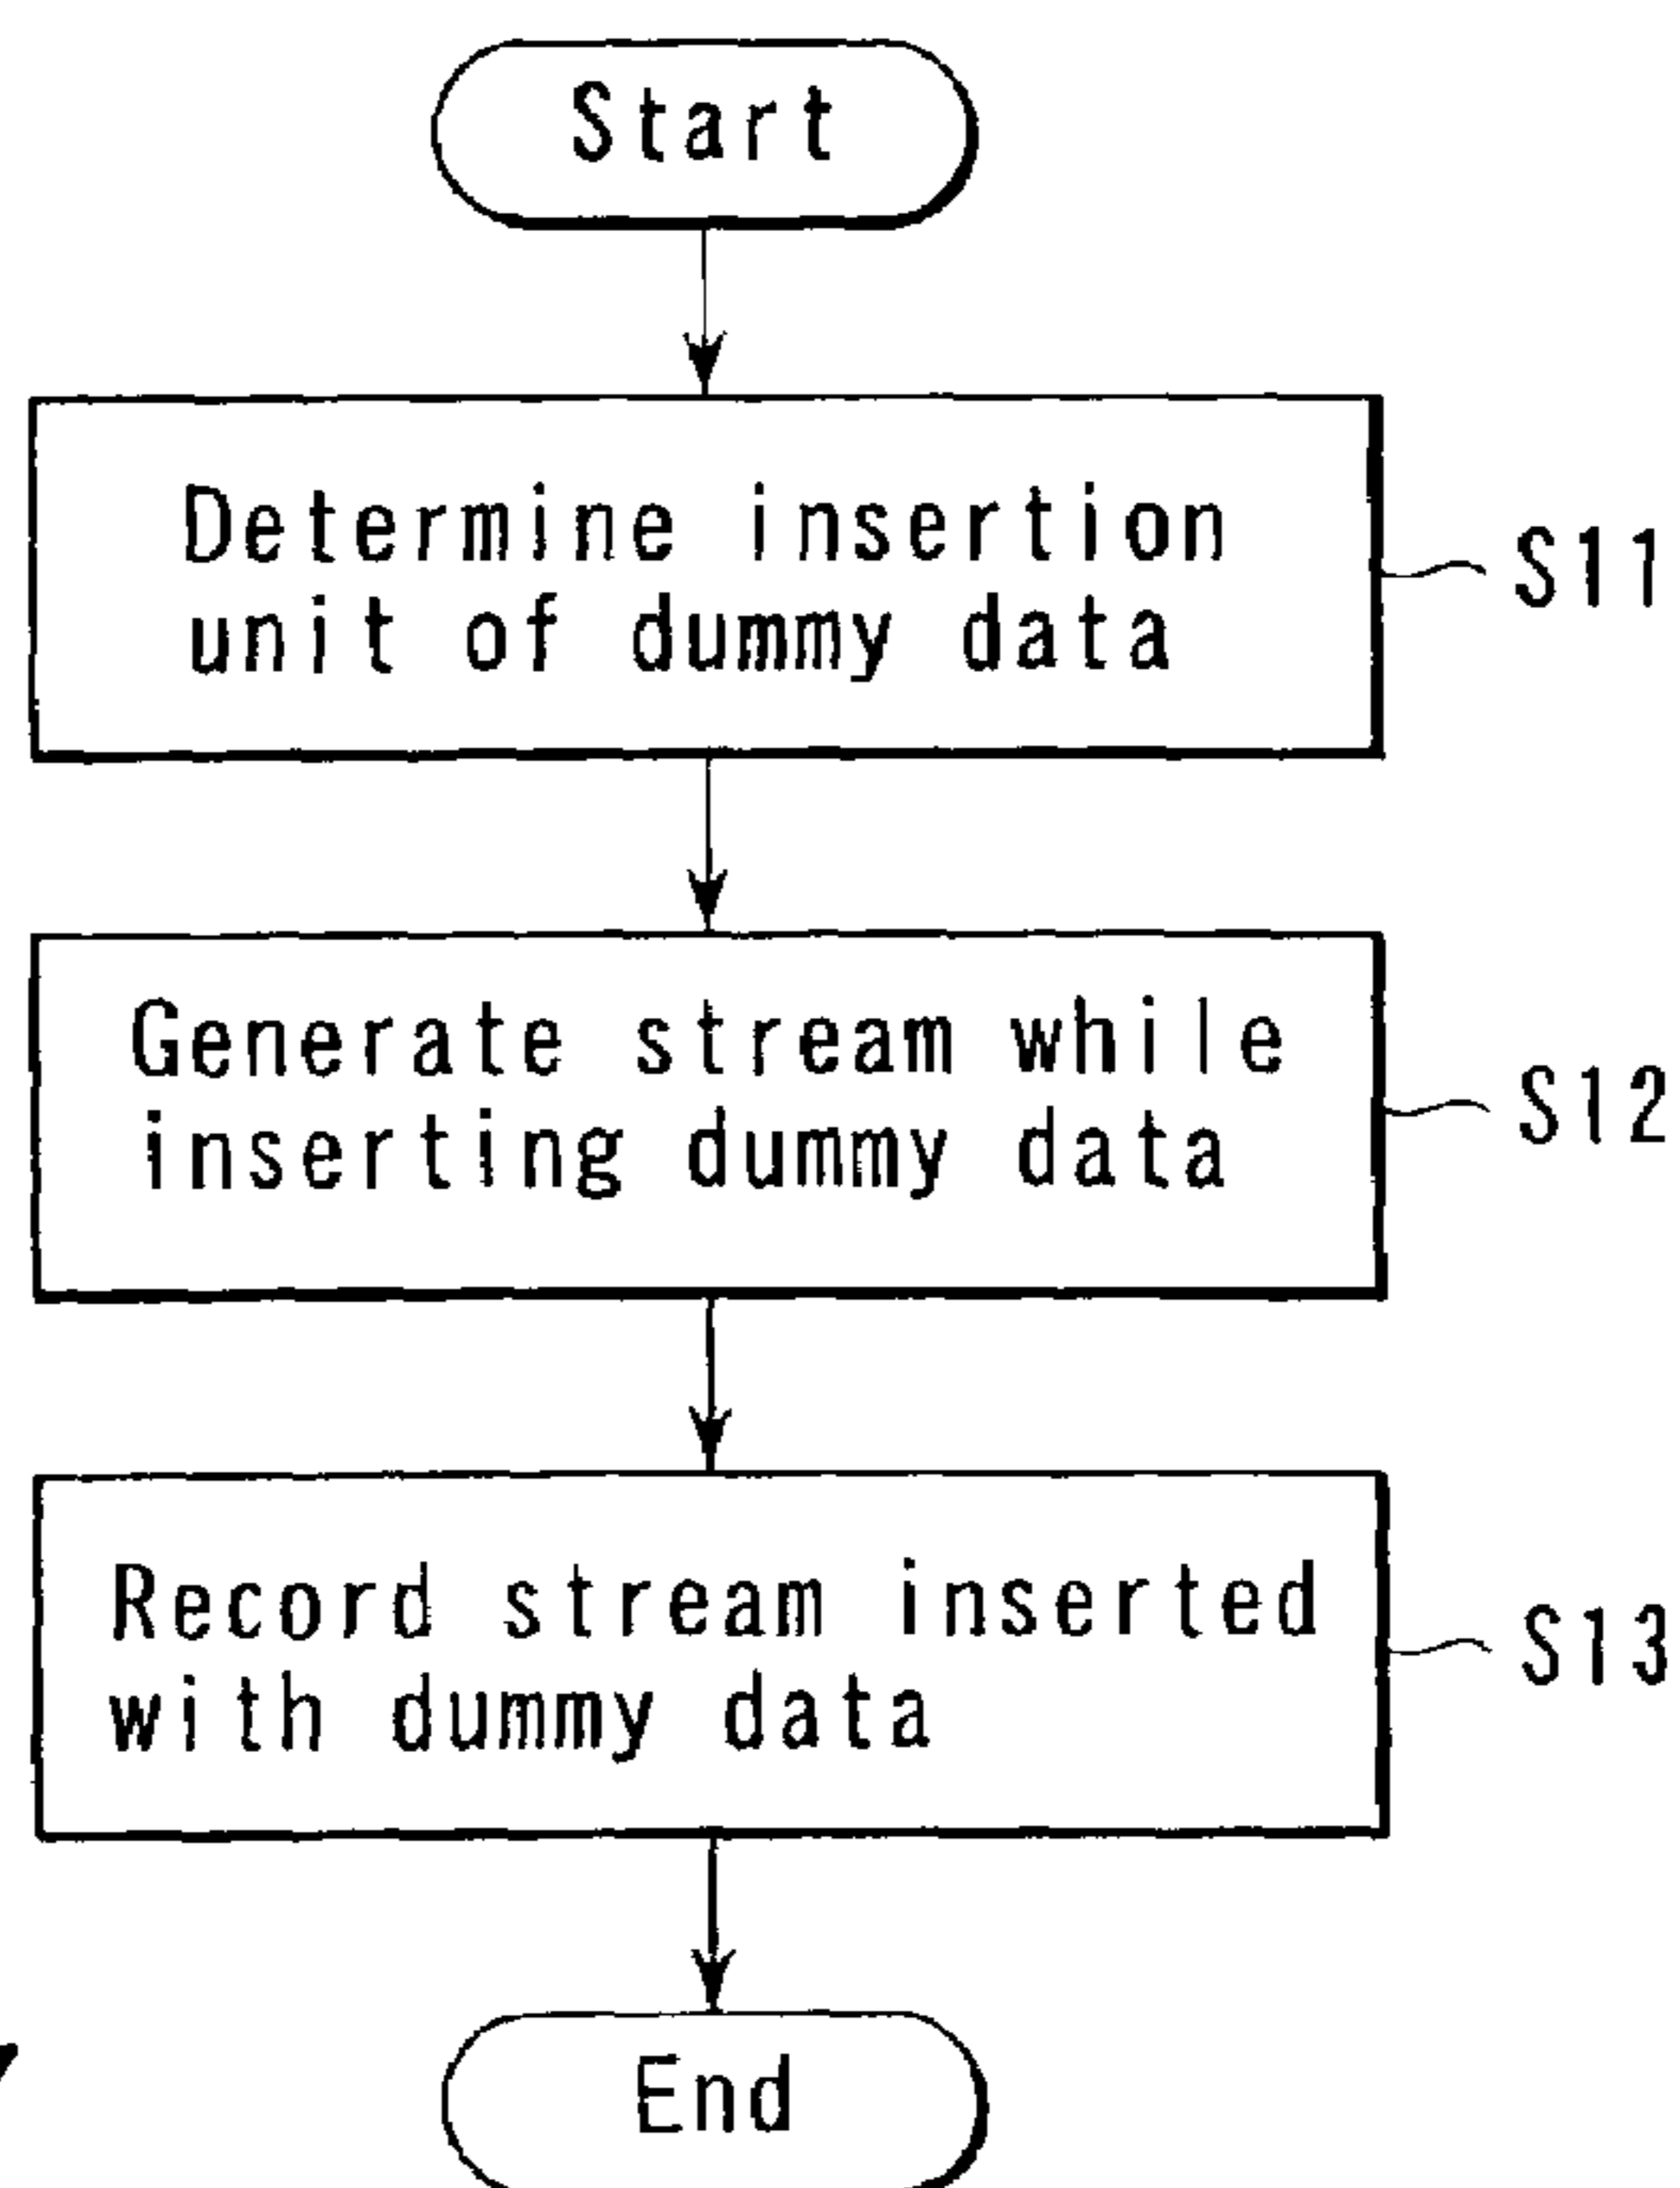 Start
Determine insertion
unit of dummy data
S11
Generate stream while
inserting dummy data
S12
Record stream inserted
with dummy data
S13
End